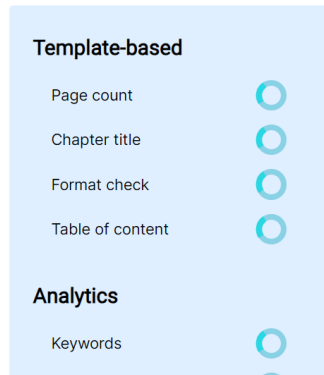 Template-based
Page count
Chapter title
Format check
Table of content
Analytics
Keywords